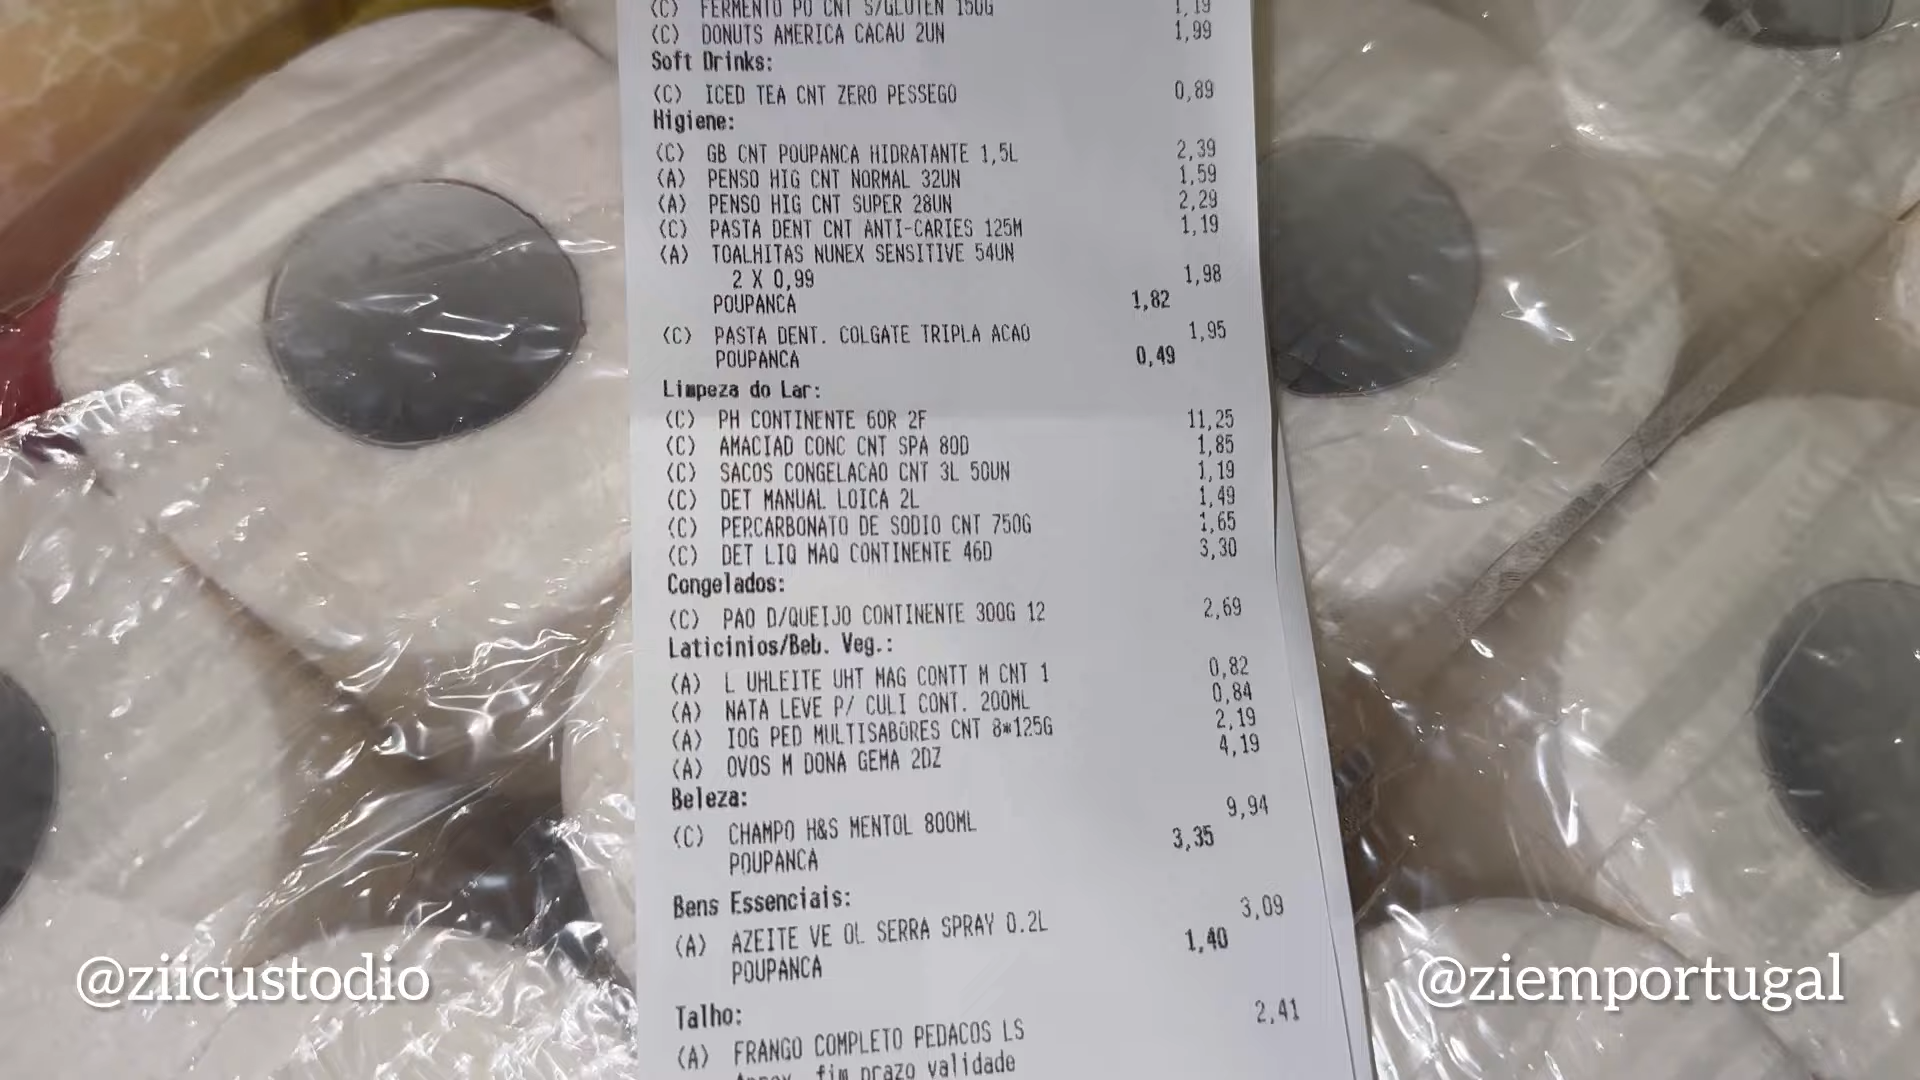 (C) FERMENTO PO CNT S/GLUTEN 150G 1,19
(C) DONUTS AMERICA CACAU 2UN 1,99
Soft Drinks:
(C) ICED TEA CNT ZERO PESSEGO 0,89
Higiene:
(C) GB CNT POUPANCA HIDRATANTE 1,5L 2,39
(A) PENSO HIG CNT NORMAL 32UN 1,59
(A) PENSO HIG CNT SUPER 28UN 2,29
(C) PASTA DENT CNT ANTI-CARIES 125M 1,19
(A) TOALHITAS NUNEX SENSITIVE 54UN
2 X 0,99 1,98
POUPANCA 1,82
(C) PASTA DENT. COLGATE TRIPLA ACAO 1,95
POUPANCA 0,49
Limpeza do Lar:
(C) PH CONTINENTE 6OR 2F 11,25
(C) AMACIAD CONC CNT SPA 80D 1,85
(C) SACOS CONGELACAO CNT 3L 50UN 1,19
(C) DET MANUAL LOICA 2L 1,49
(C) PERCARBONATO DE SODIO CNT 750G 1,65
(C) DET LIQ MAQ CONTINENTE 46D 3,30
Congelados:
(C) PAO D/QUEIJO CONTINENTE 300G 12 2,69
Laticinios/Beb. Veg.:
(A) L UHLEITE UHT MAG CONTT M CNT 1 0,82
(A) NATA LEVE P/ CULI CONT. 200ML 0,84
(A) IOG PED MULTISABORES CNT 8*125G 2,19
(A) OVOS M DONA GEMA 2DZ 4,19
Beleza:
(C) CHAMPO H&S MENTOL 800ML 9,94
POUPANCA 3,35
Bens Essenciais:
(A) AZEITE VE OL SERRA SPRAY 0.2L 3,09
POUPANCA 1,40
Talho:
(A) FRANGO COMPLETO PEDACOS LS 2,41
fim prazo validade
@ziicustodio
@ziemportugal